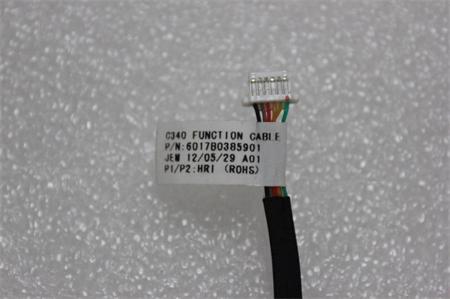 C340 FUNCTION CABLE
P/N:6017B0385901
JEM 12/05/29 A01
P1/P2:HRI (ROHS)